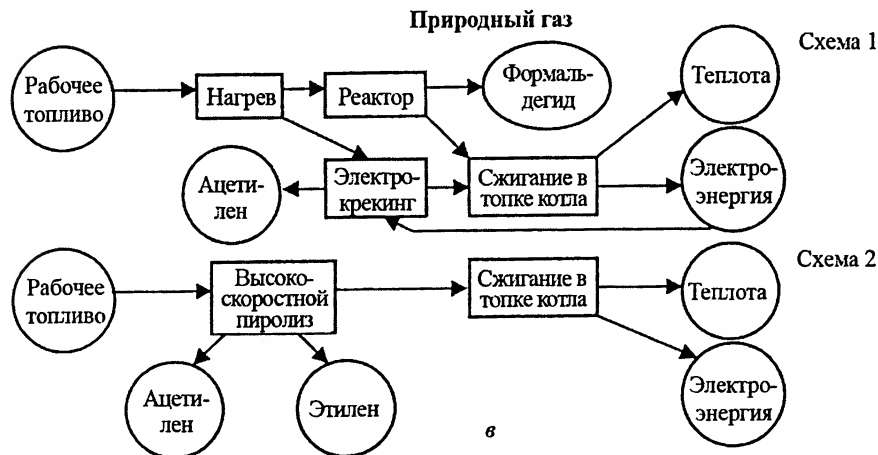 Природный газ
Схема 1
Рабочее
топливо
Нагрев
Реактор
Формаль-
дегид
Теплота
Ацети-
лен
Электро-
крекинг
Сжигание в
топке котла
Электро-
энергия
Схема 2
Рабочее
топливо
Высоко-
скоростной
пиролиз
Сжигание в
топке котла
Теплота
Ацети-
лен
Этилен
Электро-
энергия
в